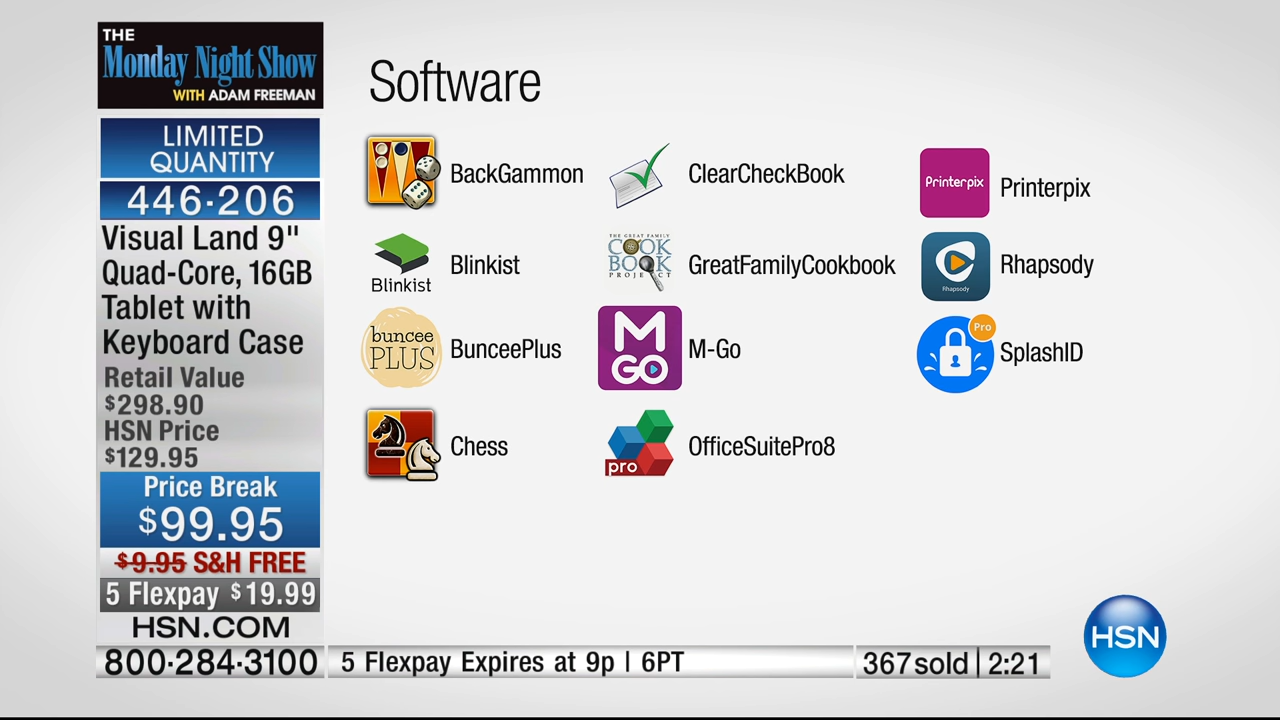 THE
Monday Night Show
WITH ADAM FREEMAN
LIMITED
QUANTITY
446·206
Visual Land 9"
Quad-Core, 16GB
Tablet with
Keyboard Case
Retail Value
$298.90
HSN Price
$129.95
Price Break
$99.95
$9.95 S&H FREE
5 Flexpay $19.99
HSN.COM
800·284·3100
Software
BackGammon
ClearCheckBook
Printerpix
Printerpix
Blinkist
Blinkist
THE GREAT FAMILY
COOK
BOOK
PROJECT
GreatFamilyCookbook
Rhapsody
Rhapsody
buncee
PLUS
BunceePlus
M
GO
M-Go
Pro
SplashID
Chess
pro
OfficeSuitePro8
5 Flexpay Expires at 9p | 6PT
367 sold | 2:21
HSN